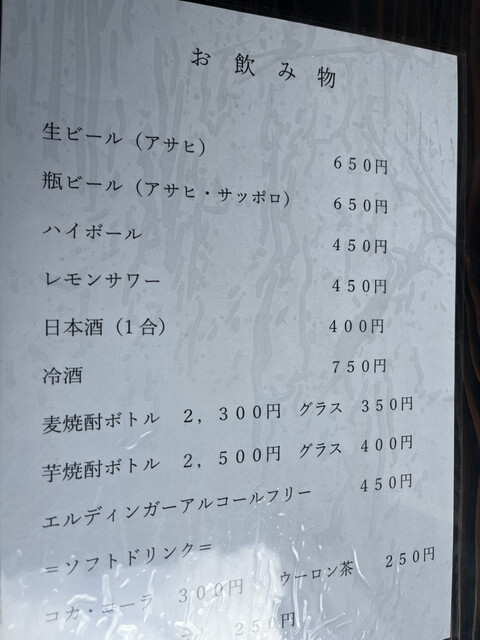 お飲み物
生ビール（アサヒ） 650円
瓶ビール（アサヒ・サッポロ） 650円
ハイボール 450円
レモンサワー 450円
日本酒（1合） 400円
冷酒 750円
麦焼酎ボトル 2，300円 グラス 350円
芋焼酎ボトル 2，500円 グラス 400円
エルディンガーアルコールフリー 450円
＝ソフトドリンク＝
コカ・コーラ 300円 ウーロン茶 250円
250円